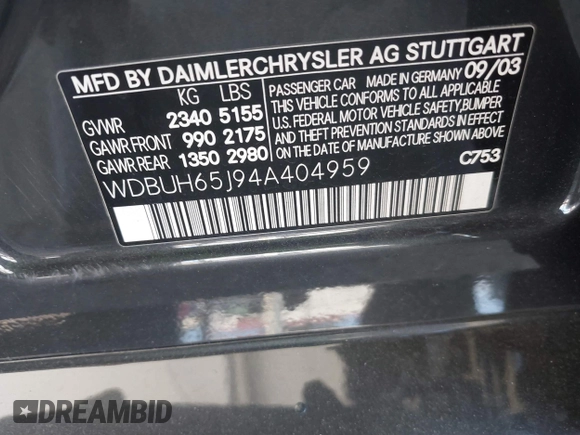 MFD BY DAIMLERCHRYSLER AG STUTTGART
KG LBS
GVWR 2340 5155
GAWR FRONT 990 2175
GAWR REAR 1350 2980
PASSENGER CAR MADE IN GERMANY 09/03
THIS VEHICLE CONFORMS TO ALL APPLICABLE
U.S. FEDERAL MOTOR VEHICLE SAFETY, BUMPER
AND THEFT PREVENTION STANDARDS IN EFFECT
ON THE DATE OF MANUFACTURE SHOWN ABOVE.
WDBUH65J94A404959
C753
DREAMBID